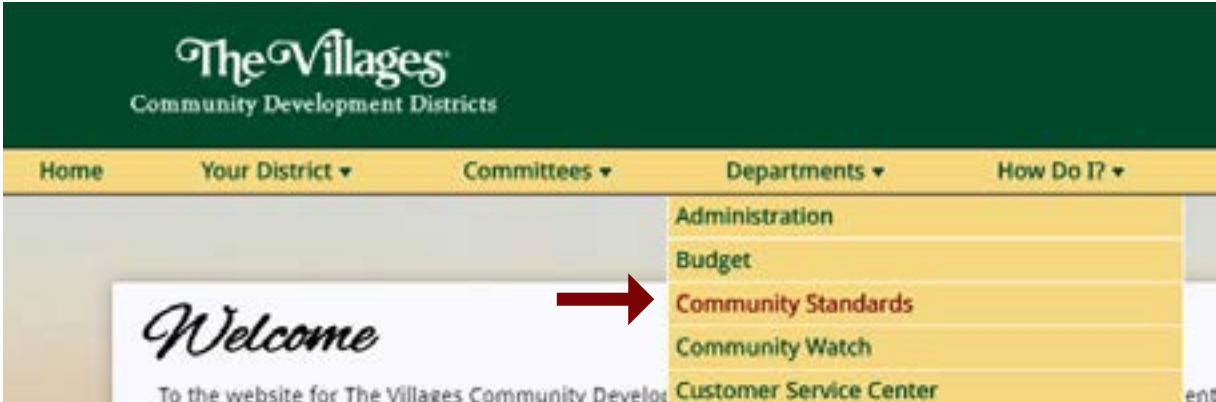 The Villages
Community Development Districts
Home Your District ▾ Committees ▾ Departments ▾ How Do I? ▾
Administration
Budget
Community Standards
Community Watch
Customer Service Center
Welcome
To the website for The Villages Community